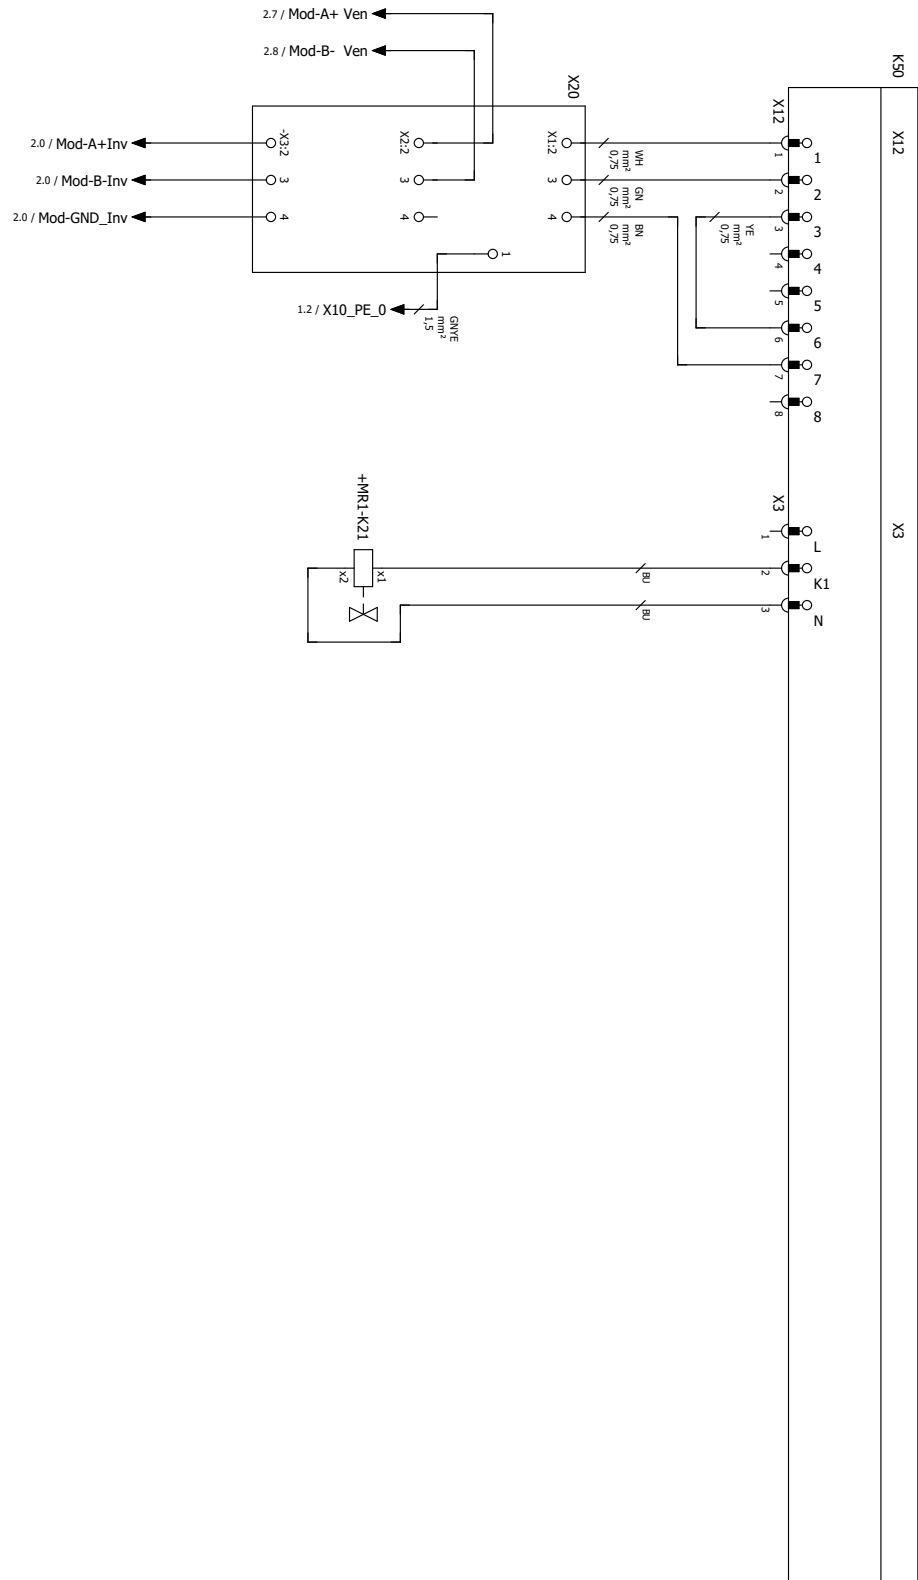 2.7 / Mod-A+ Ven
2.8 / Mod-B- Ven
K50
X20
X12
X12
2.0 / Mod-A+Inv
-X3:2
X2:2
X1:2
WH
mm²
0,75
1
1
2.0 / Mod-B-Inv
3
3
3
GN
mm²
0,75
2
2
2.0 / Mod-GND_Inv
4
4
4
BN
mm²
0,75
YE
mm²
0,75
3
3
1
4
4
5
5
1.2 / X10_PE_0
GNYE
mm²
1,5
6
6
7
7
8
8
+MR1-K21
X3
X3
1
L
x2
x1
BU
2
K1
BU
3
N